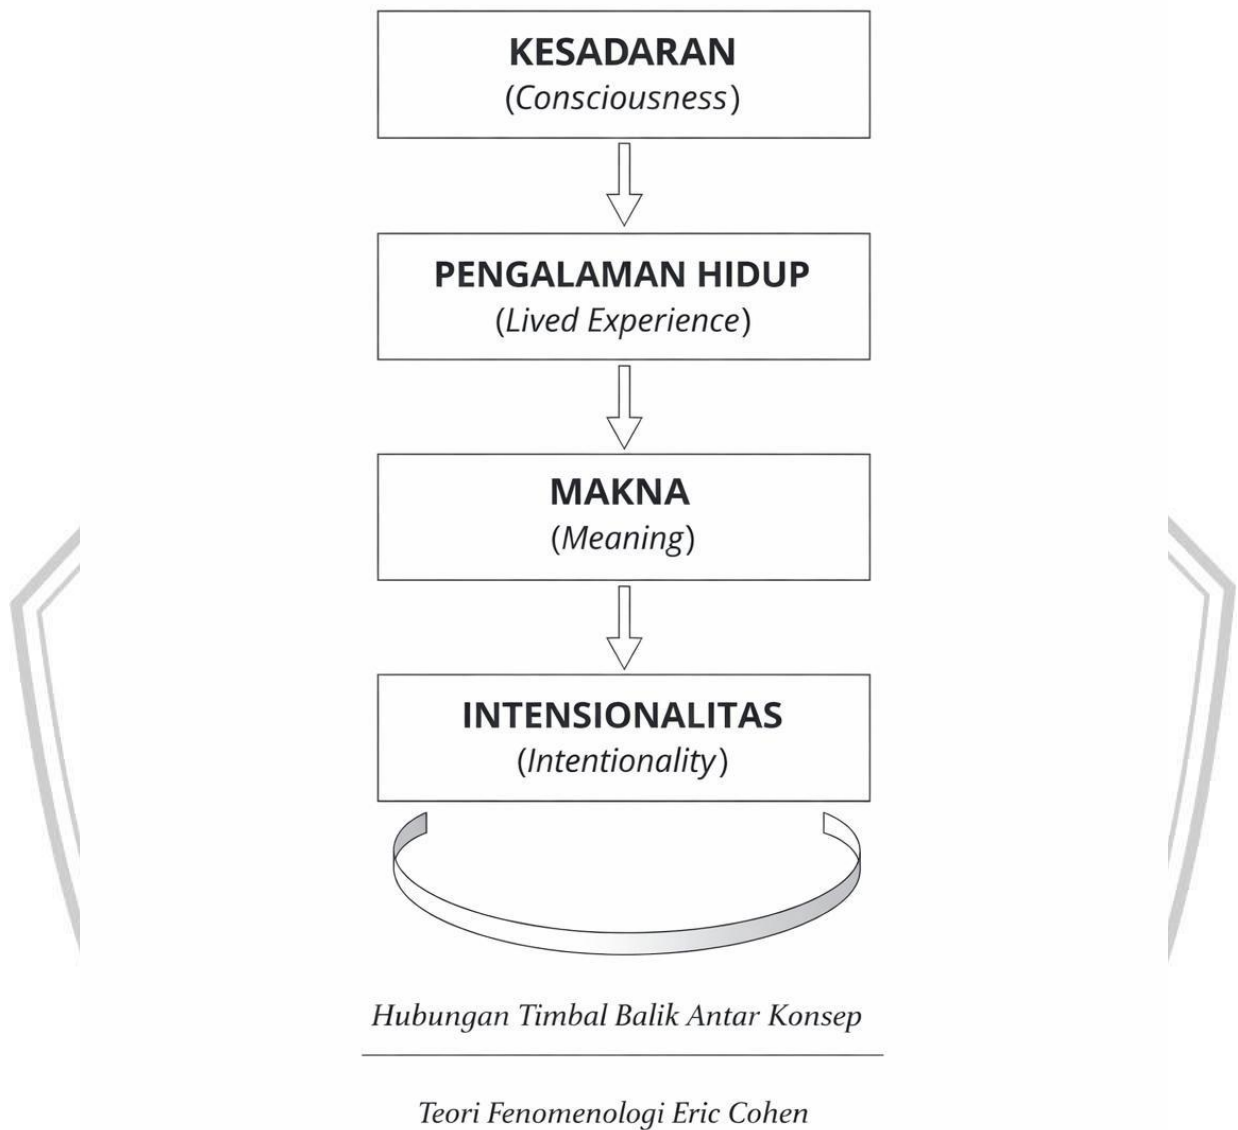 KESADARAN
(Consciousness)
PENGALAMAN HIDUP
(Lived Experience)
MAKNA
(Meaning)
INTENSIONALITAS
(Intentionality)
Hubungan Timbal Balik Antar Konsep
Teori Fenomenologi Eric Cohen